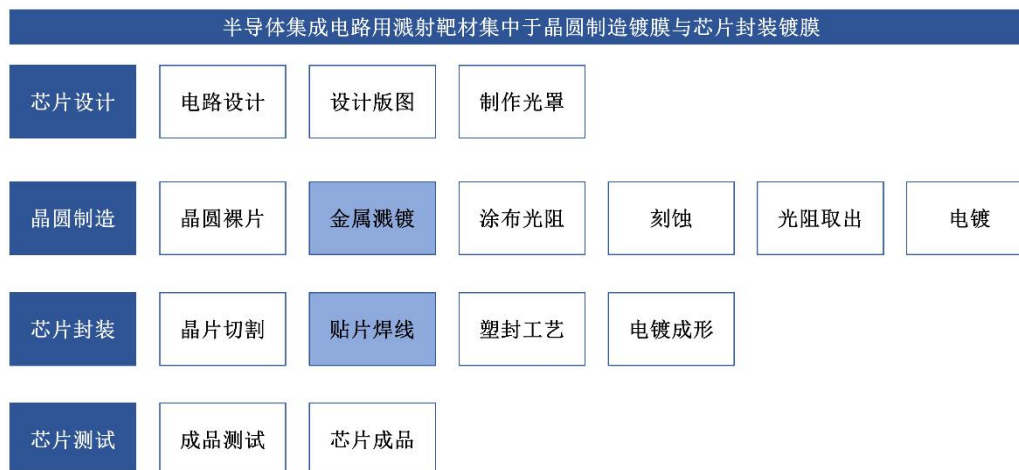 半导体集成电路用溅射靶材集中于晶圆制造镀膜与芯片封装镀膜
芯片设计 电路设计 设计版图 制作光罩
晶圆制造 晶圆裸片 金属溅镀 涂布光阻 刻蚀 光阻取出 电镀
芯片封装 晶片切割 贴片焊线 塑封工艺 电镀成形
芯片测试 成品测试 芯片成品